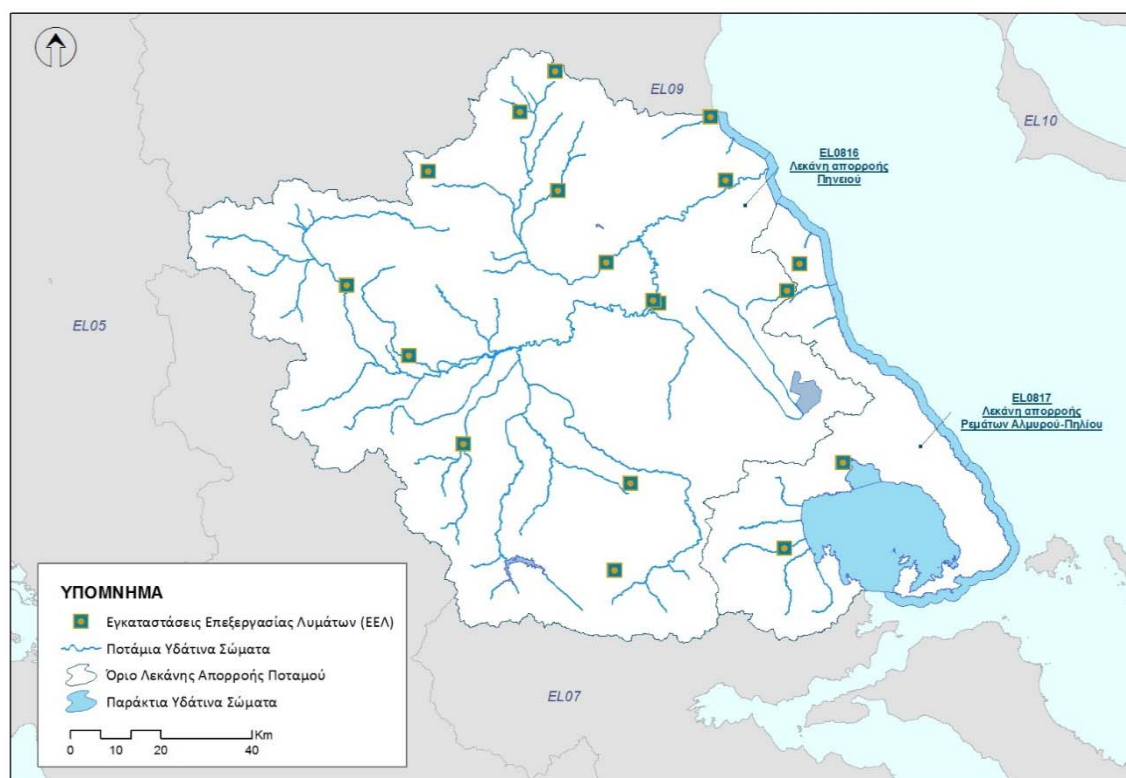 EL09
EL10
EL0816
Λεκάνη απορροής
Πηνειού
EL05
EL0817
Λεκάνη απορροής
Ρεμάτων Αλμυρού-Πηλίου
EL07
ΥΠΟΜΝΗΜΑ
Εγκαταστάσεις Επεξεργασίας Λυμάτων (ΕΕΛ)
Ποτάμια Υδάτινα Σώματα
Όριο Λεκάνης Απορροής Ποταμού
Παράκτια Υδάτινα Σώματα
Km
0 10 20 40